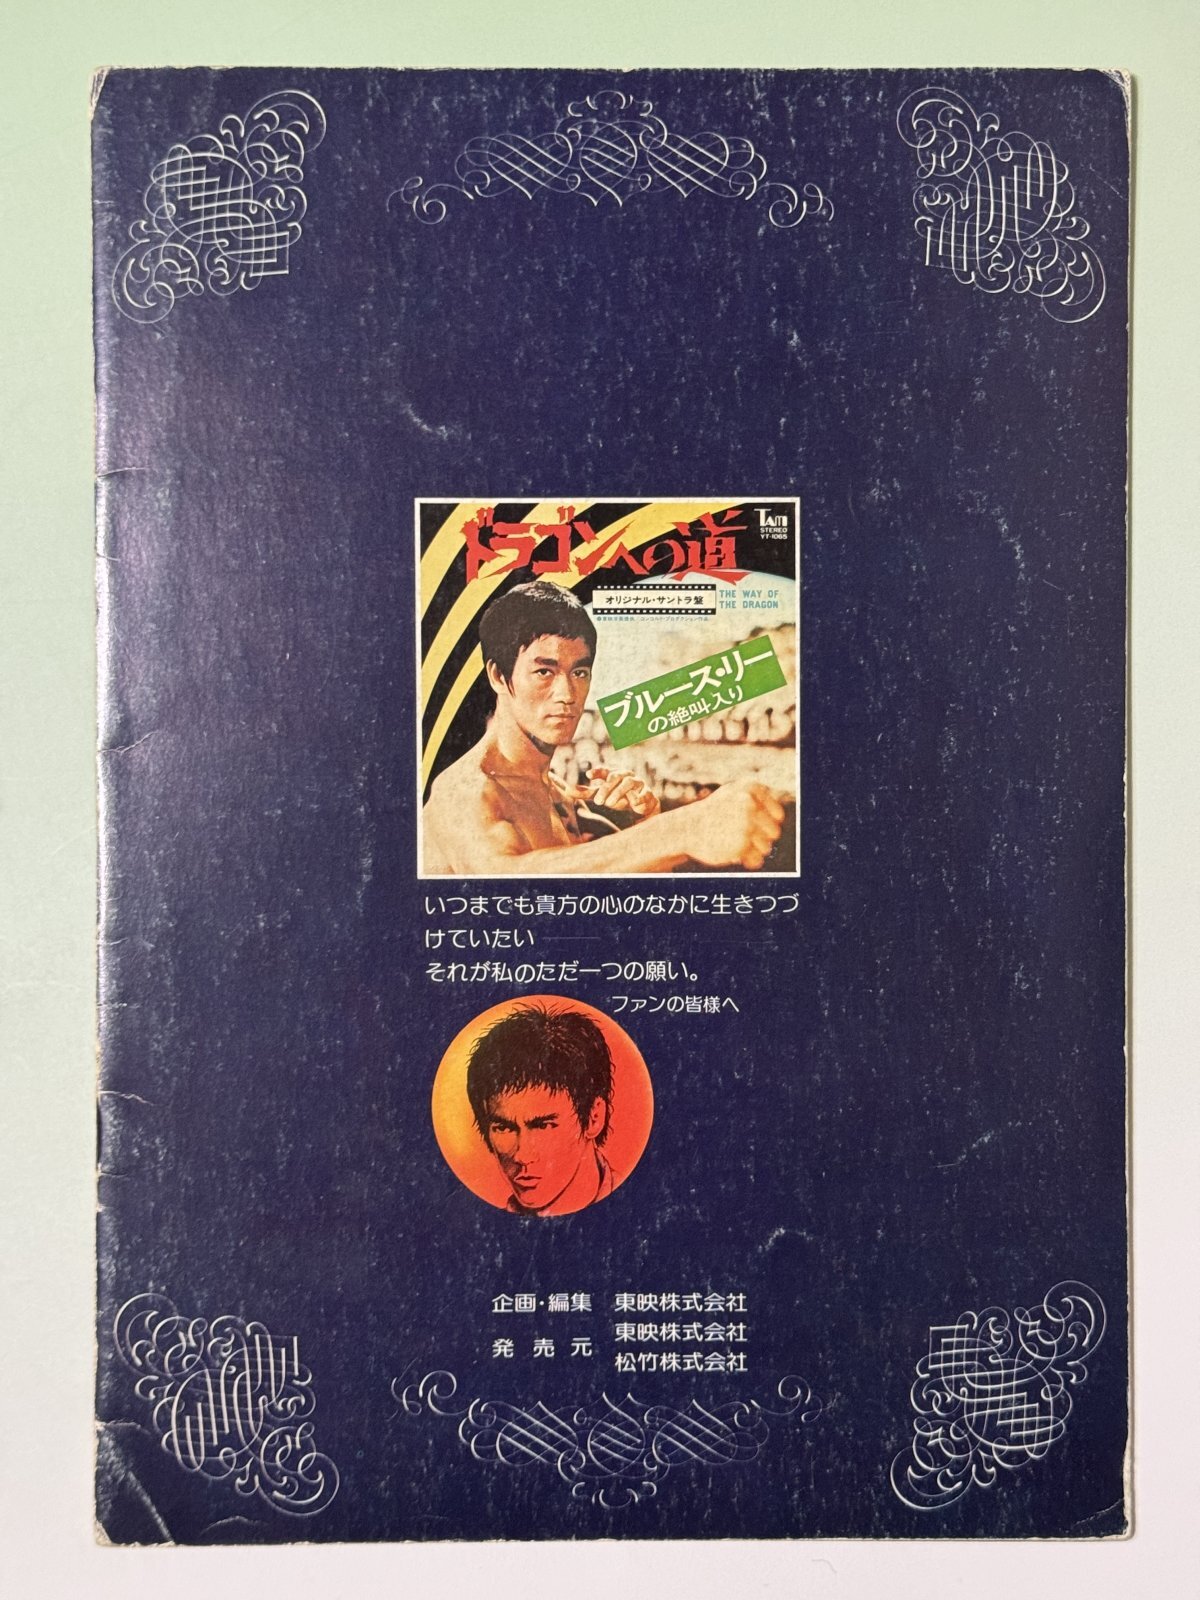 ドラゴンへの道
TAM
STEREO
YT-1065
オリジナル・サントラ盤
THE WAY OF
THE DRAGON
ブルース・リー
の絶叫入り
いつまでも貴方の心のなかに生きつづ
けていたい――
それが私のただ一つの願い。
ファンの皆様へ
企画・編集 東映株式会社
発売元 東映株式会社
松竹株式会社